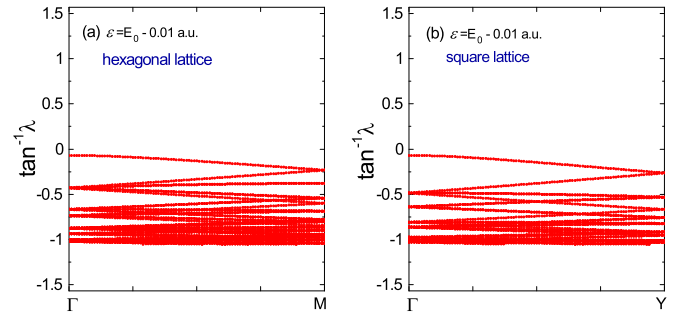 (a) ε=E₀ - 0.01 a.u.
hexagonal lattice
tan⁻¹λ
1.5
1
0.5
0
-0.5
-1
-1.5
Γ M
(b) ε=E₀ - 0.01 a.u.
square lattice
tan⁻¹λ
1.5
1
0.5
0
-0.5
-1
-1.5
Γ Y